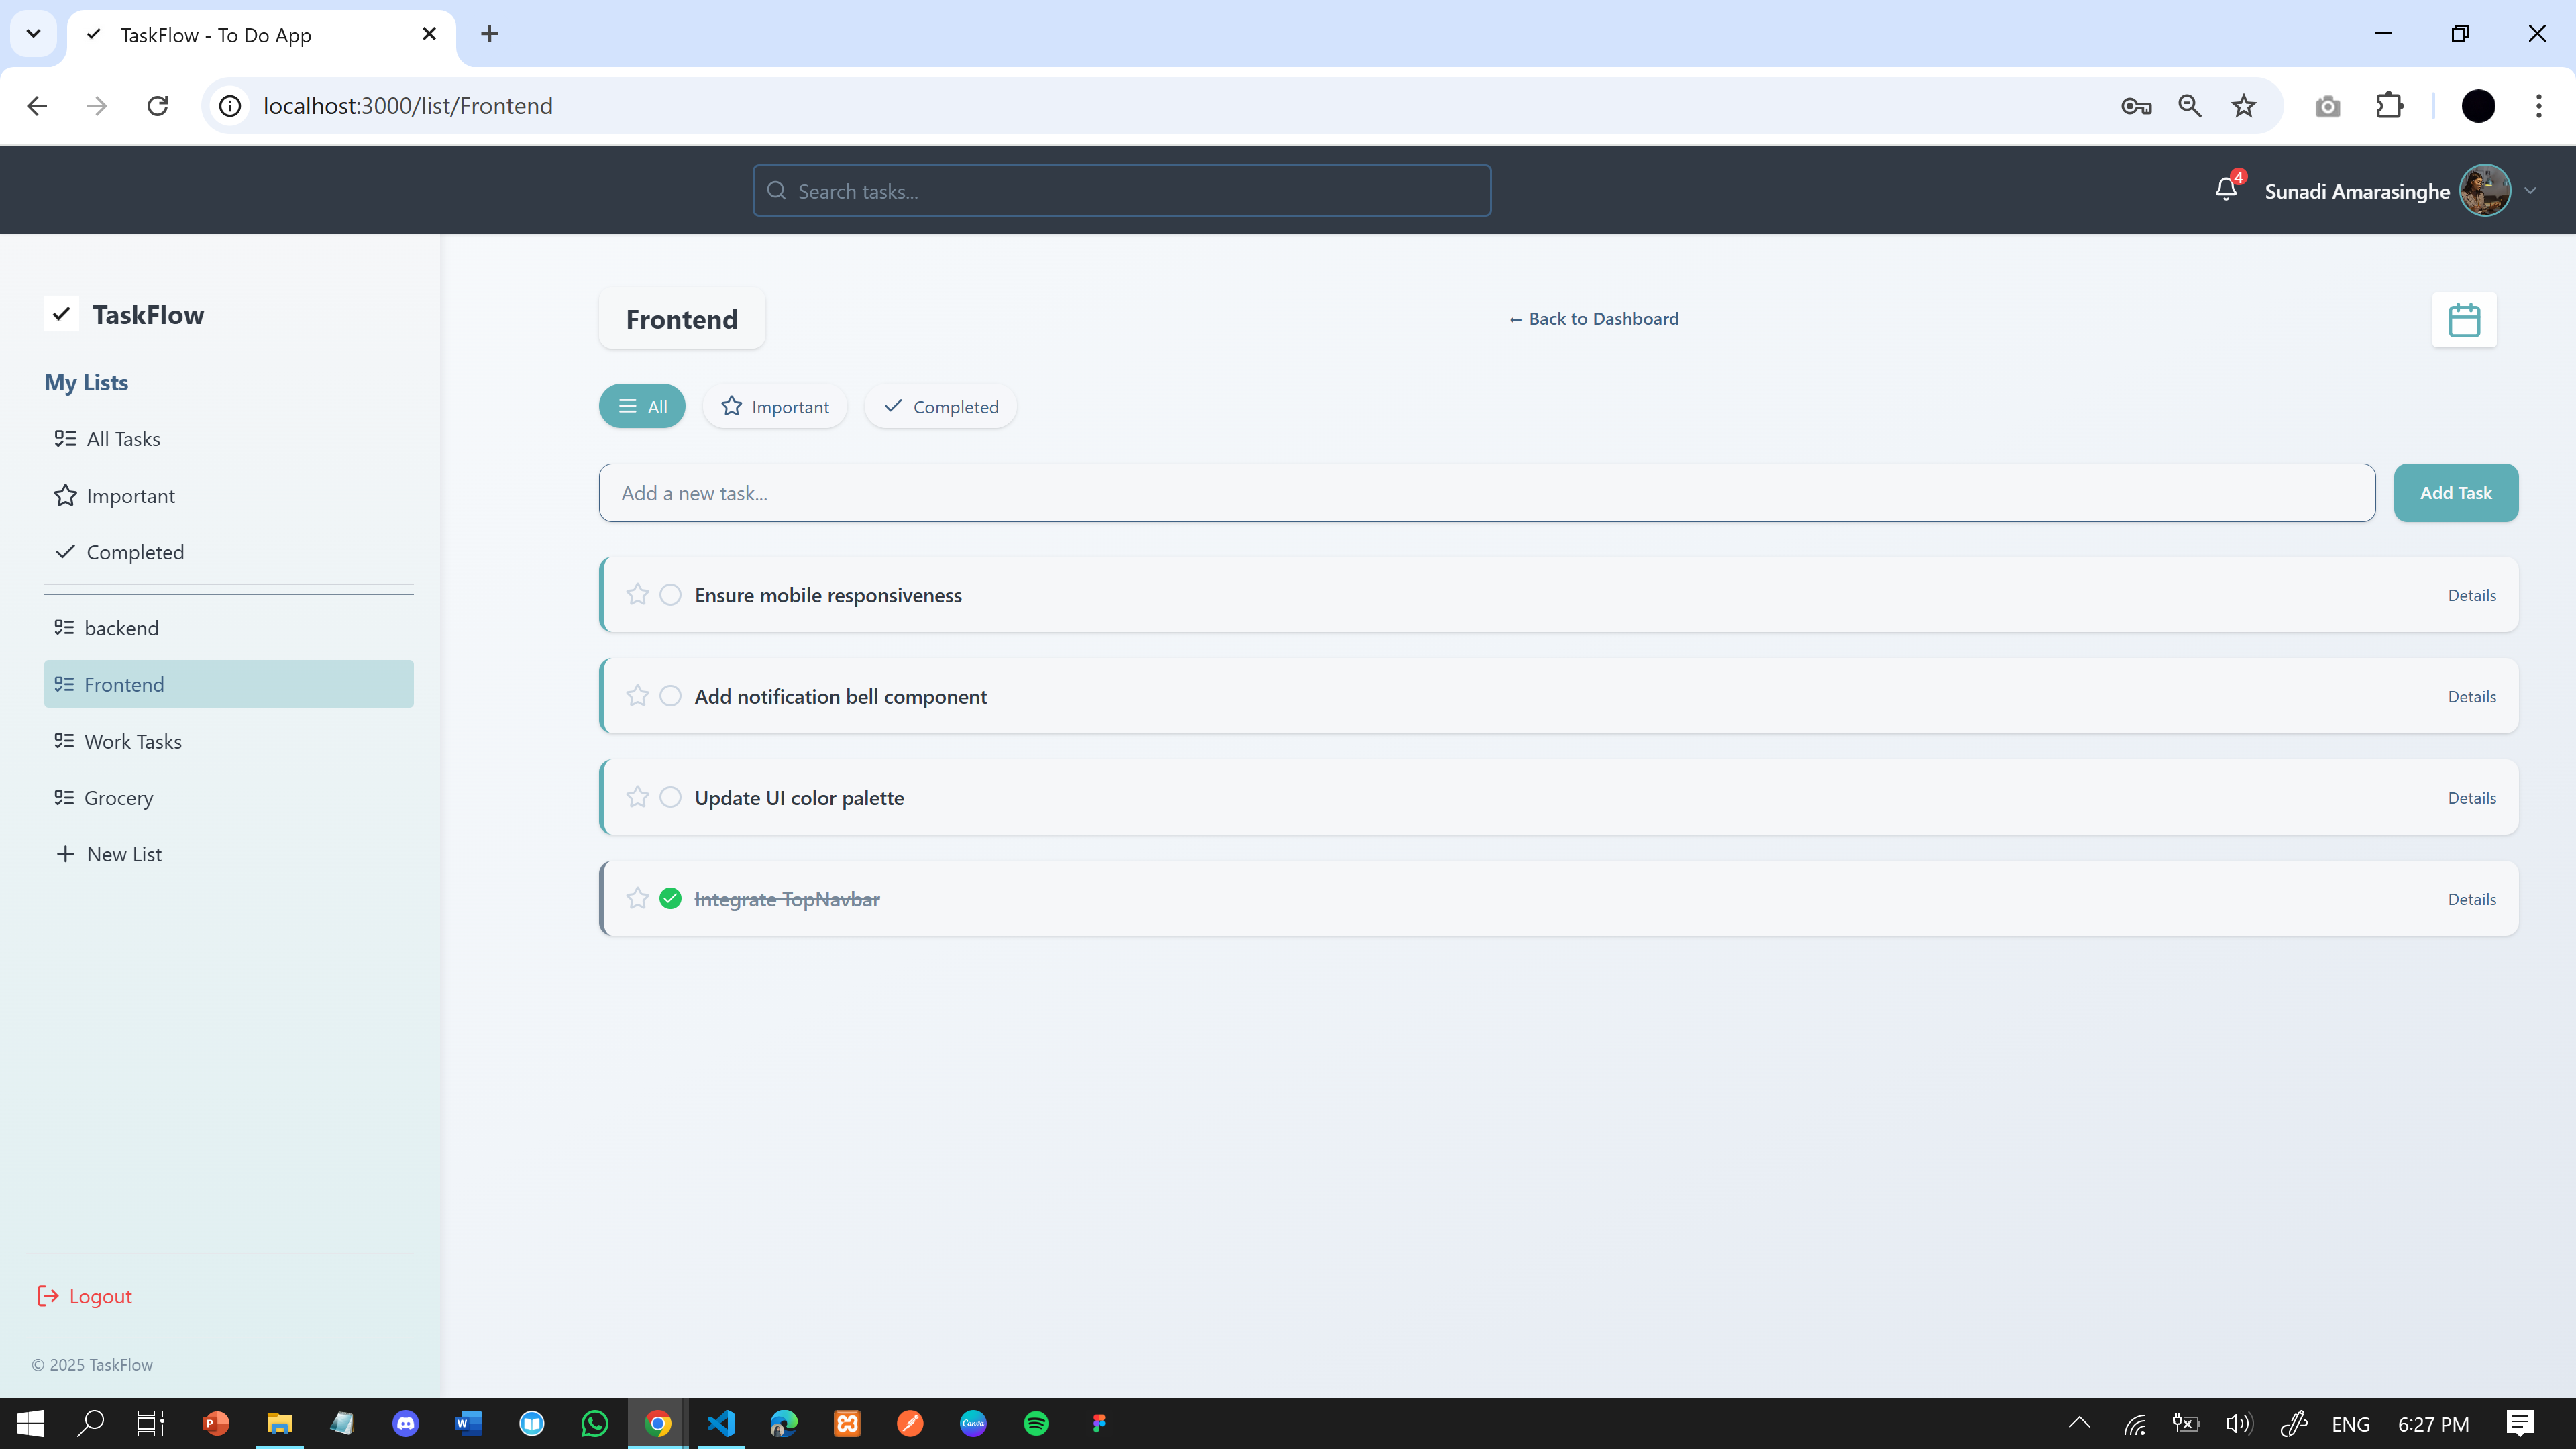 TaskFlow - To Do App
localhost:3000/list/Frontend
Search tasks...
4
Sunadi Amarasinghe
TaskFlow
My Lists
All Tasks
Important
Completed
backend
Frontend
Work Tasks
Grocery
New List
Logout
© 2025 TaskFlow
Frontend
← Back to Dashboard
All
Important
Completed
Add a new task...
Add Task
Ensure mobile responsiveness
Details
Add notification bell component
Details
Update UI color palette
Details
Integrate TopNavbar
Details
P
W
Canva
ENG
6:27 PM